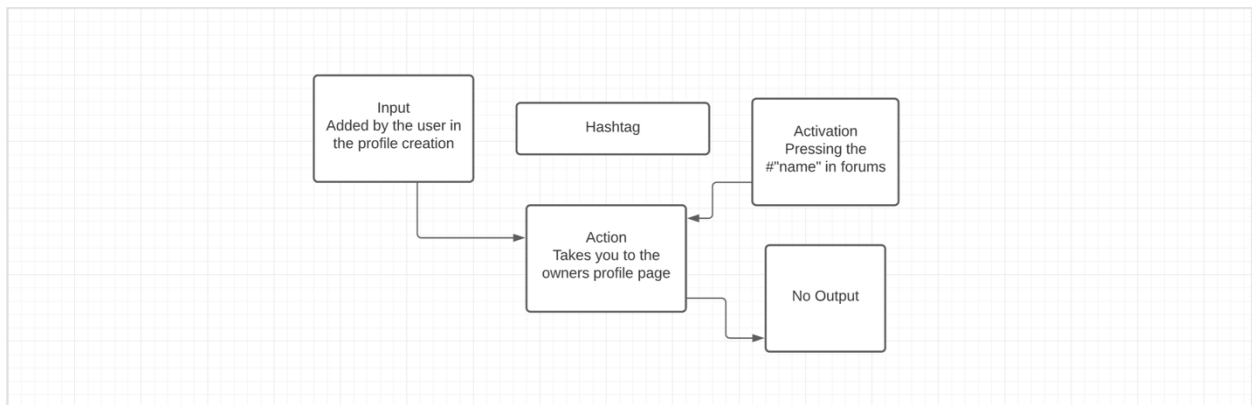 Input
Added by the user in
the profile creation
Hashtag
Activation
Pressing the
#"name" in forums
Action
Takes you to the
owners profile page
No Output